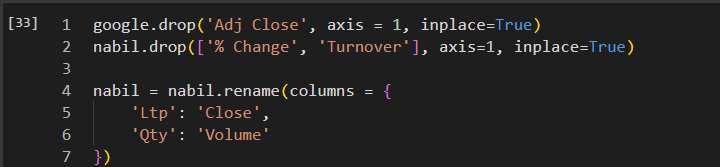 [33] 1 google.drop('Adj Close', axis = 1, inplace=True)
2 nabil.drop(['% Change', 'Turnover'], axis=1, inplace=True)
3
4 nabil = nabil.rename(columns = {
5     'Ltp': 'Close',
6     'Qty': 'Volume'
7 })